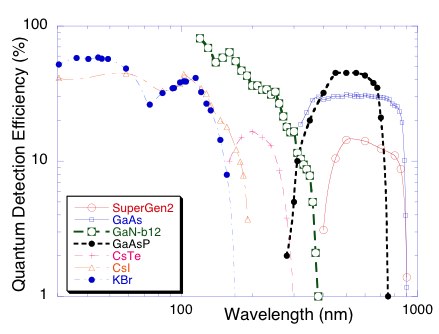 100
Quantum Detection Efficiency (%)
10
SuperGen2
GaAs
GaN-b12
GaAsP
CsTe
CsI
KBr
1
100
Wavelength (nm)
1000